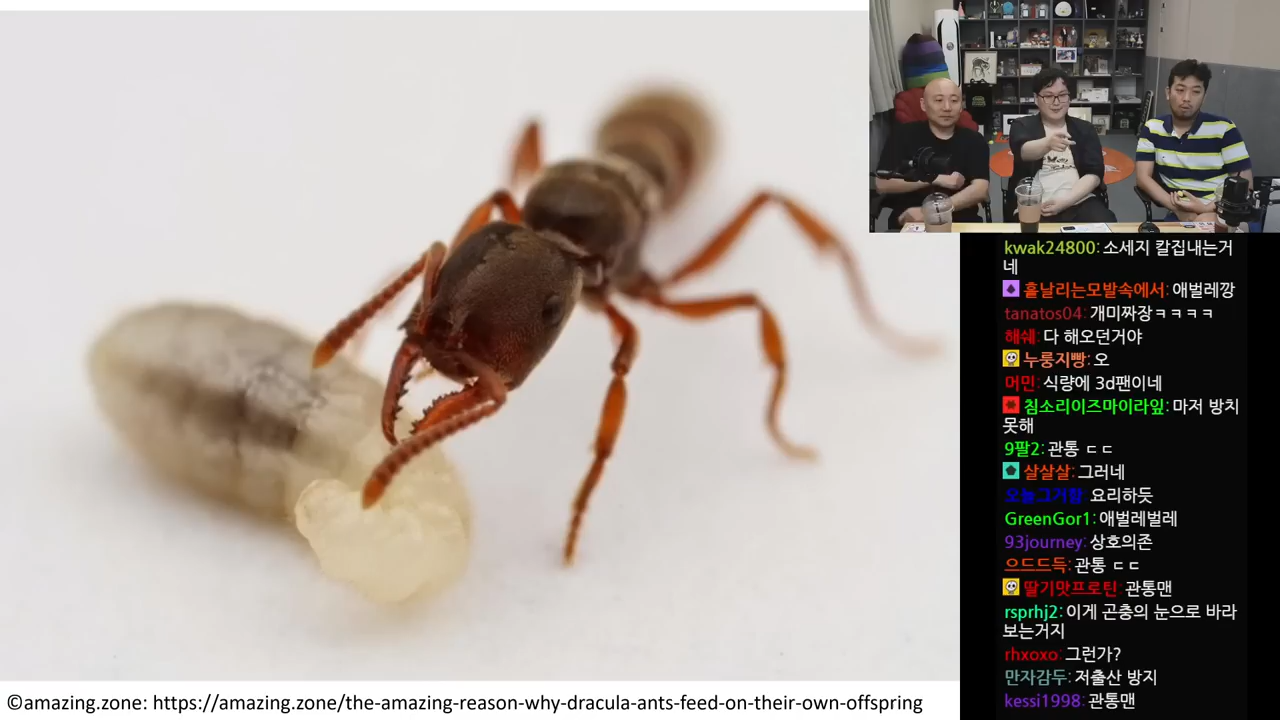 kwak24800: 소세지 칼집내는거
네
흩날리는모발속에서: 애벌레깡
tanatos04: 개미짜장ㅋㅋㅋㅋ
해쉐: 다 해오던거야
누룽지빵: 오
머민: 식량에 3d팬이네
침소리이즈마이라잎: 마저 방치
못해
9팔2: 관통 ㄷㄷ
살살살: 그러네
오늘그거함: 요리하듯
GreenGor1: 애벌레벌레
93journey: 상호의존
으드드득: 관통 ㄷㄷ
딸기맛프로틴: 관통맨
rsprhj2: 이게 곤충의 눈으로 바라
보는거지
rhxoxo: 그런가?
만자감두: 저출산 방지
kessi1998: 관통맨
©amazing.zone: https://amazing.zone/the-amazing-reason-why-dracula-ants-feed-on-their-own-offspring